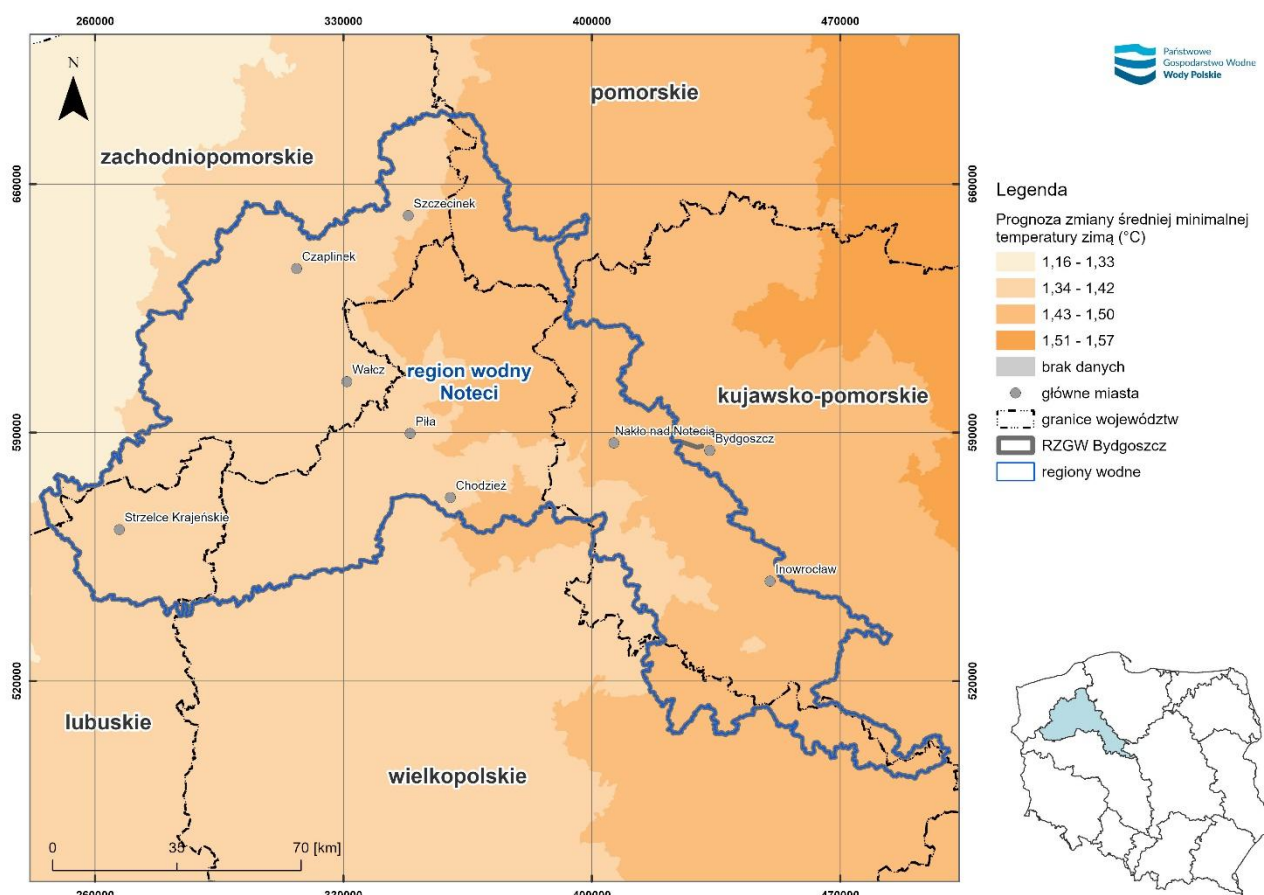 260000
330000
400000
470000
Państwowe
Gospodarstwo Wodne
Wody Polskie
N
pomorskie
zachodniopomorskie
660000
660000
Szczecinek
Czaplinek
Wałcz
region wodny
Noteci
Piła
kujawsko-pomorskie
590000
590000
Nakło nad Notecią
Bydgoszcz
Chodzież
Strzelce Krajeńskie
Inowrocław
520000
520000
lubuskie
wielkopolskie
0
35
70 [km]
260000
330000
400000
470000
Legenda
Prognoza zmiany średniej minimalnej
temperatury zimą (°C)
1,16 - 1,33
1,34 - 1,42
1,43 - 1,50
1,51 - 1,57
brak danych
główne miasta
granice województw
RZGW Bydgoszcz
regiony wodne